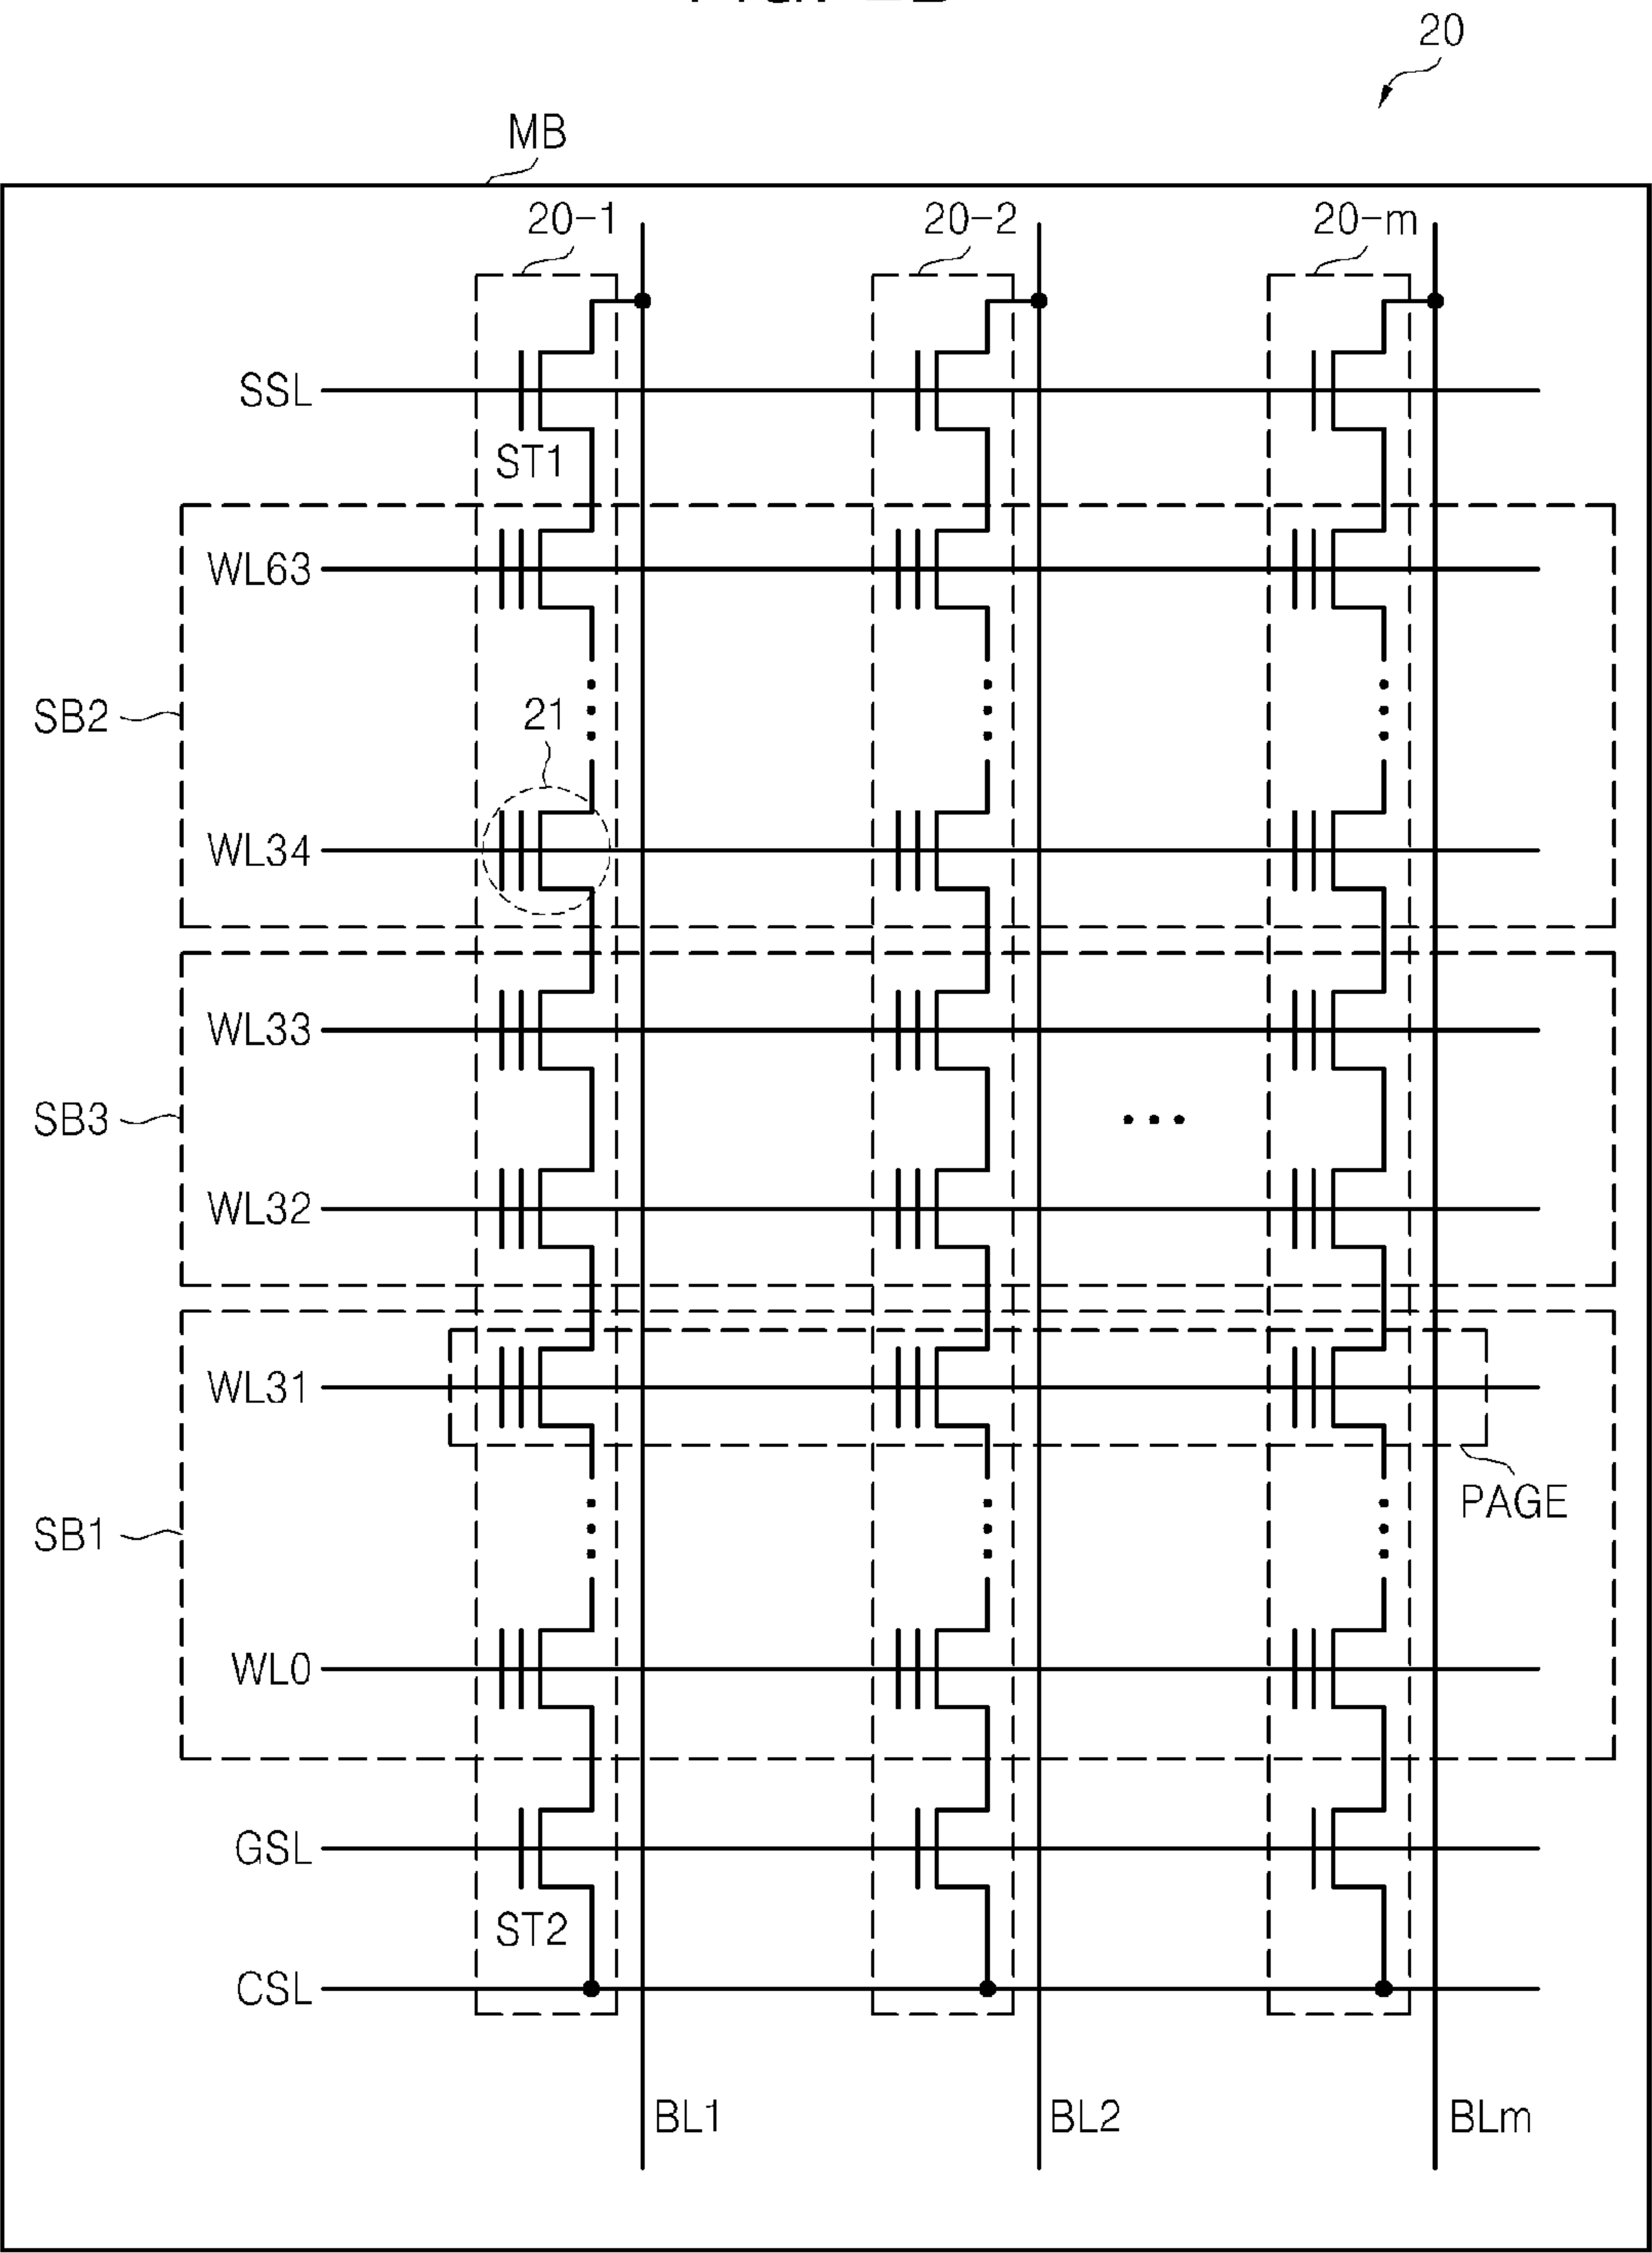 20
MB
20-1
20-2
20-m
SSL
ST1
WL63
SB2
21
WL34
WL33
SB3
WL32
WL31
PAGE
SB1
WL0
GSL
ST2
CSL
BL1
BL2
BLm